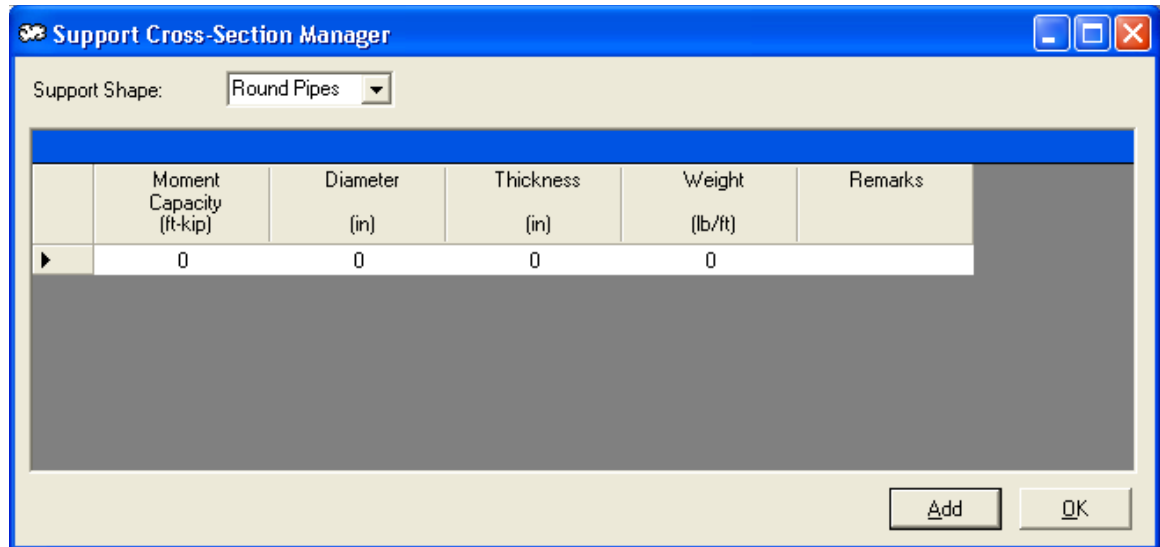 Support Cross-Section Manager
Support Shape: Round Pipes
Moment Capacity (ft-kip) Diameter (in) Thickness (in) Weight (lb/ft) Remarks
0 0 0 0
Add OK